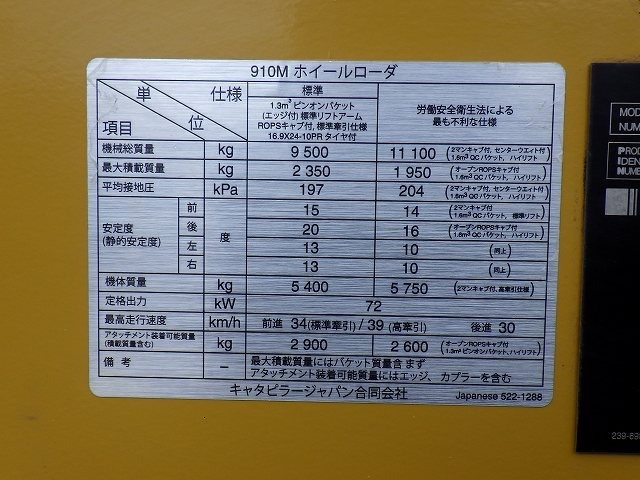 910M ホイールローダ
単 仕様
項目 位
標準
1.3m³ ピンオンバケット
(エッジ付) 標準リフトアーム
ROPSキャブ付, 標準牽引仕様
16.9X24-10PR タイヤ付
労働安全衛生法による
最も不利な仕様
機械総質量 kg 9 500 11 100 (2マンキャブ付, センターウエイト付
1.6m³ QC バケット, ハイリフト)
最大積載質量 kg 2 350 1 950 (オープンROPSキャブ付
1.6m³ QC バケット, ハイリフト)
平均接地圧 kPa 197 204 (2マンキャブ付, センターウエイト付
1.6m³ QC バケット, ハイリフト)
安定度
(静的安定度)
度
前 15 14 (2マンキャブ付
1.6m³ QC バケット, 標準リフト)
後 20 16 (オープンROPSキャブ付
1.6m³ QC バケット, ハイリフト)
左 13 10 (同上)
右 13 10 (同上)
機体質量 kg 5 400 5 750 (2マンキャブ付, 高牽引仕様)
定格出力 kW 72
最高走行速度 km/h 前進 34(標準牽引) / 39 (高牽引) 後進 30
アタッチメント装着可能質量
(積載質量含む) kg 2 900 2 600 (オープンROPSキャブ付
1.3m³ ピンオンバケット, ハイリフト)
備考 – 最大積載質量にはバケット質量含まず
アタッチメント装着可能質量にはエッジ、カプラーを含む
キャタピラージャパン合同会社
Japanese 522-1288
MOD
NUM
PROD
IDEN
NUME